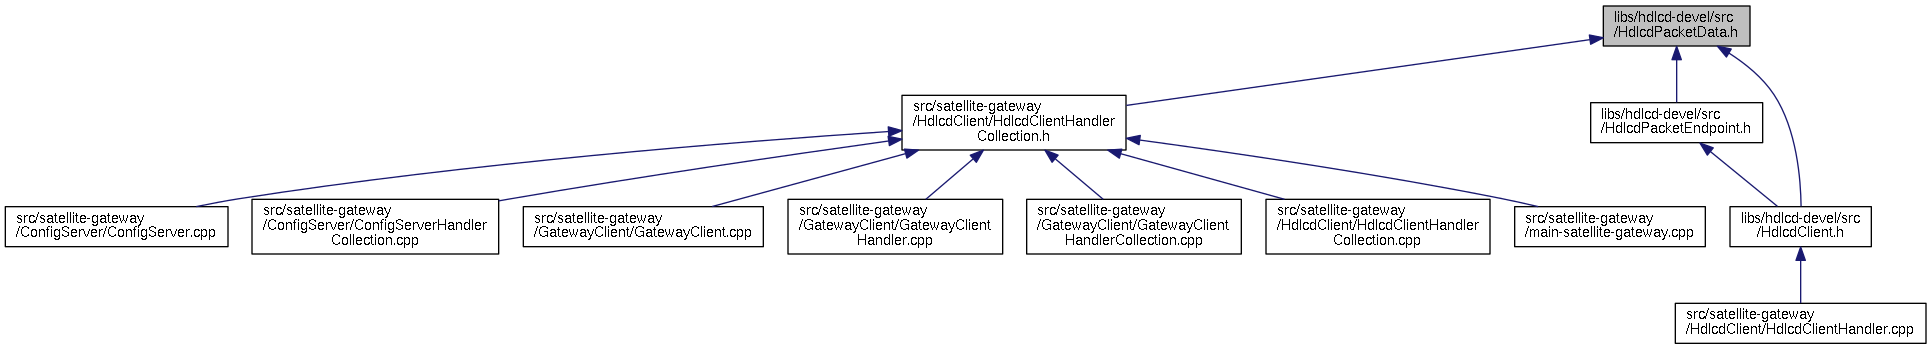 libs/hdlcd-devel/src
/HdlcdPacketData.h
src/satellite-gateway
/HdlcdClient/HdlcdClientHandler
Collection.h
libs/hdlcd-devel/src
/HdlcdPacketEndpoint.h
src/satellite-gateway
/ConfigServer/ConfigServer.cpp
src/satellite-gateway
/ConfigServer/ConfigServerHandler
Collection.cpp
src/satellite-gateway
/GatewayClient/GatewayClient.cpp
src/satellite-gateway
/GatewayClient/GatewayClient
Handler.cpp
src/satellite-gateway
/GatewayClient/GatewayClient
HandlerCollection.cpp
src/satellite-gateway
/HdlcdClient/HdlcdClientHandler
Collection.cpp
src/satellite-gateway
/main-satellite-gateway.cpp
libs/hdlcd-devel/src
/HdlcdClient.h
src/satellite-gateway
/HdlcdClient/HdlcdClientHandler.cpp